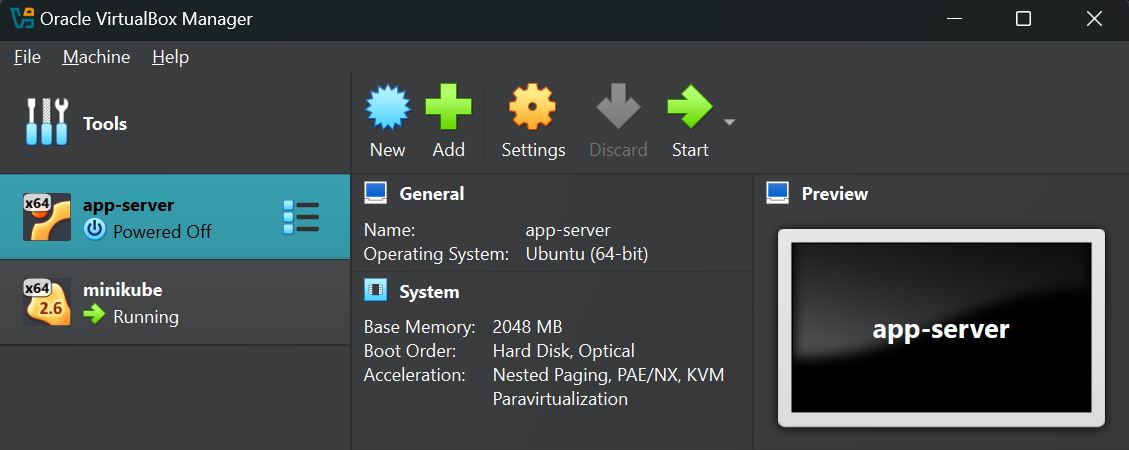 Oracle VirtualBox Manager
File Machine Help
Tools
New Add Settings Discard Start
x64 app-server
Powered Off
x64 2.6 minikube
Running
General
Name: app-server
Operating System: Ubuntu (64-bit)
System
Base Memory: 2048 MB
Boot Order: Hard Disk, Optical
Acceleration: Nested Paging, PAE/NX, KVM
Paravirtualization
Preview
app-server